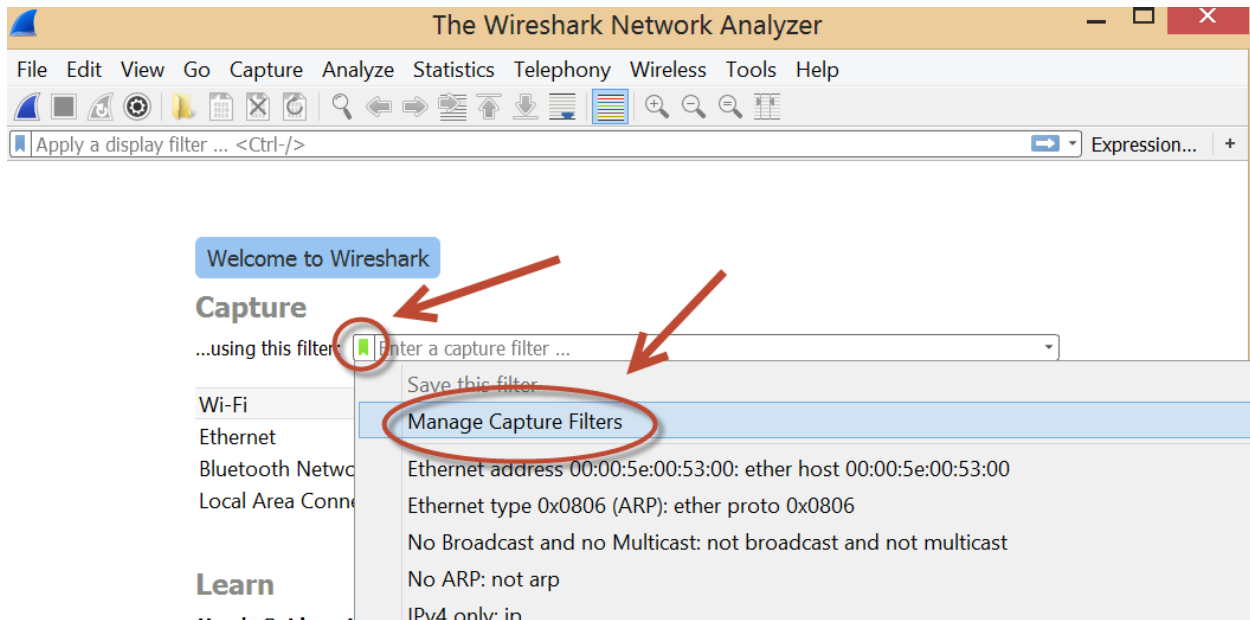 The Wireshark Network Analyzer
File Edit View Go Capture Analyze Statistics Telephony Wireless Tools Help
Apply a display filter ... <Ctrl-/> Expression... +
Welcome to Wireshark
Capture
...using this filter: Enter a capture filter ...
Save this filter
Wi-Fi
Manage Capture Filters
Ethernet
Bluetooth Netwo
Ethernet address 00:00:5e:00:53:00: ether host 00:00:5e:00:53:00
Local Area Conne
Ethernet type 0x0806 (ARP): ether proto 0x0806
No Broadcast and no Multicast: not broadcast and not multicast
Learn
No ARP: not arp
IPv4 only: ip